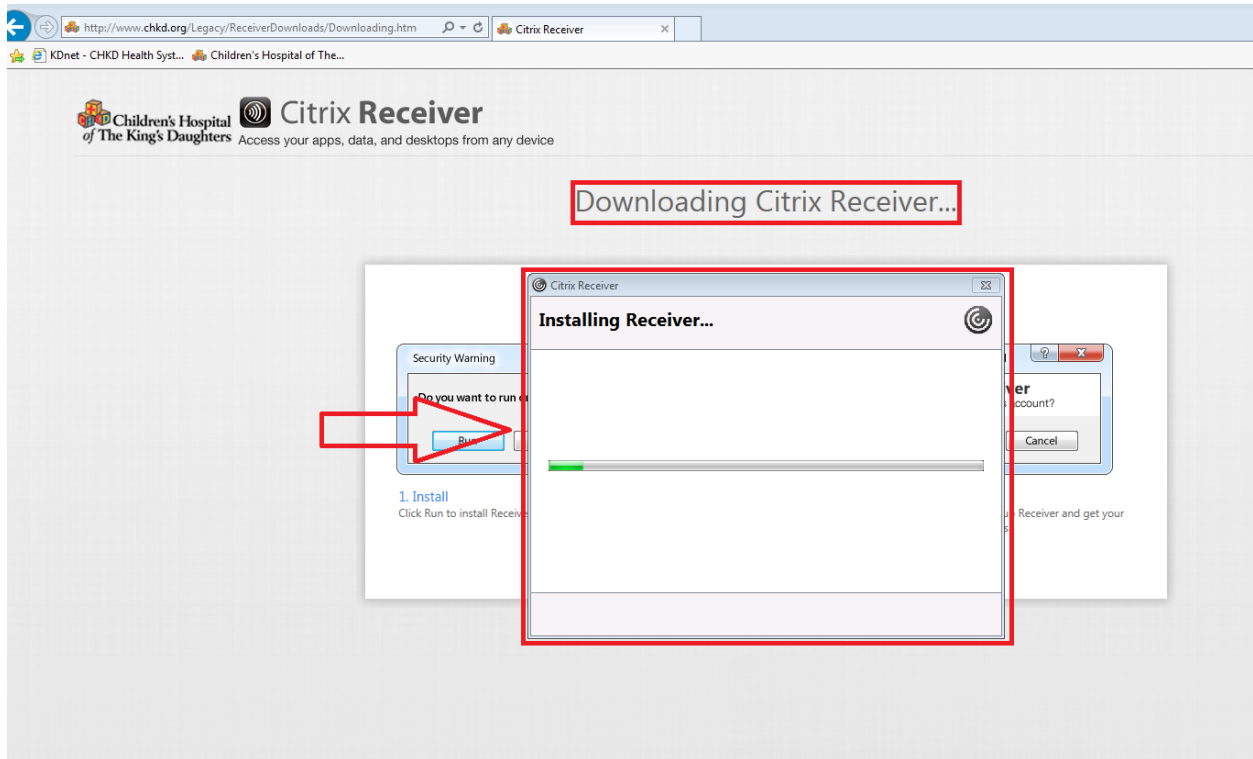 http://www.chkd.org/Legacy/ReceiverDownloads/Downloading.htm
Citrix Receiver
KDnet - CHKD Health Syst...
Children's Hospital of The...
Children's Hospital
of The King's Daughters
Citrix Receiver
Access your apps, data, and desktops from any device
Downloading Citrix Receiver...
Citrix Receiver
Installing Receiver...
Security Warning
Do you want to run
account?
Run
Cancel
1. Install
Click Run to install
Receiver and get your